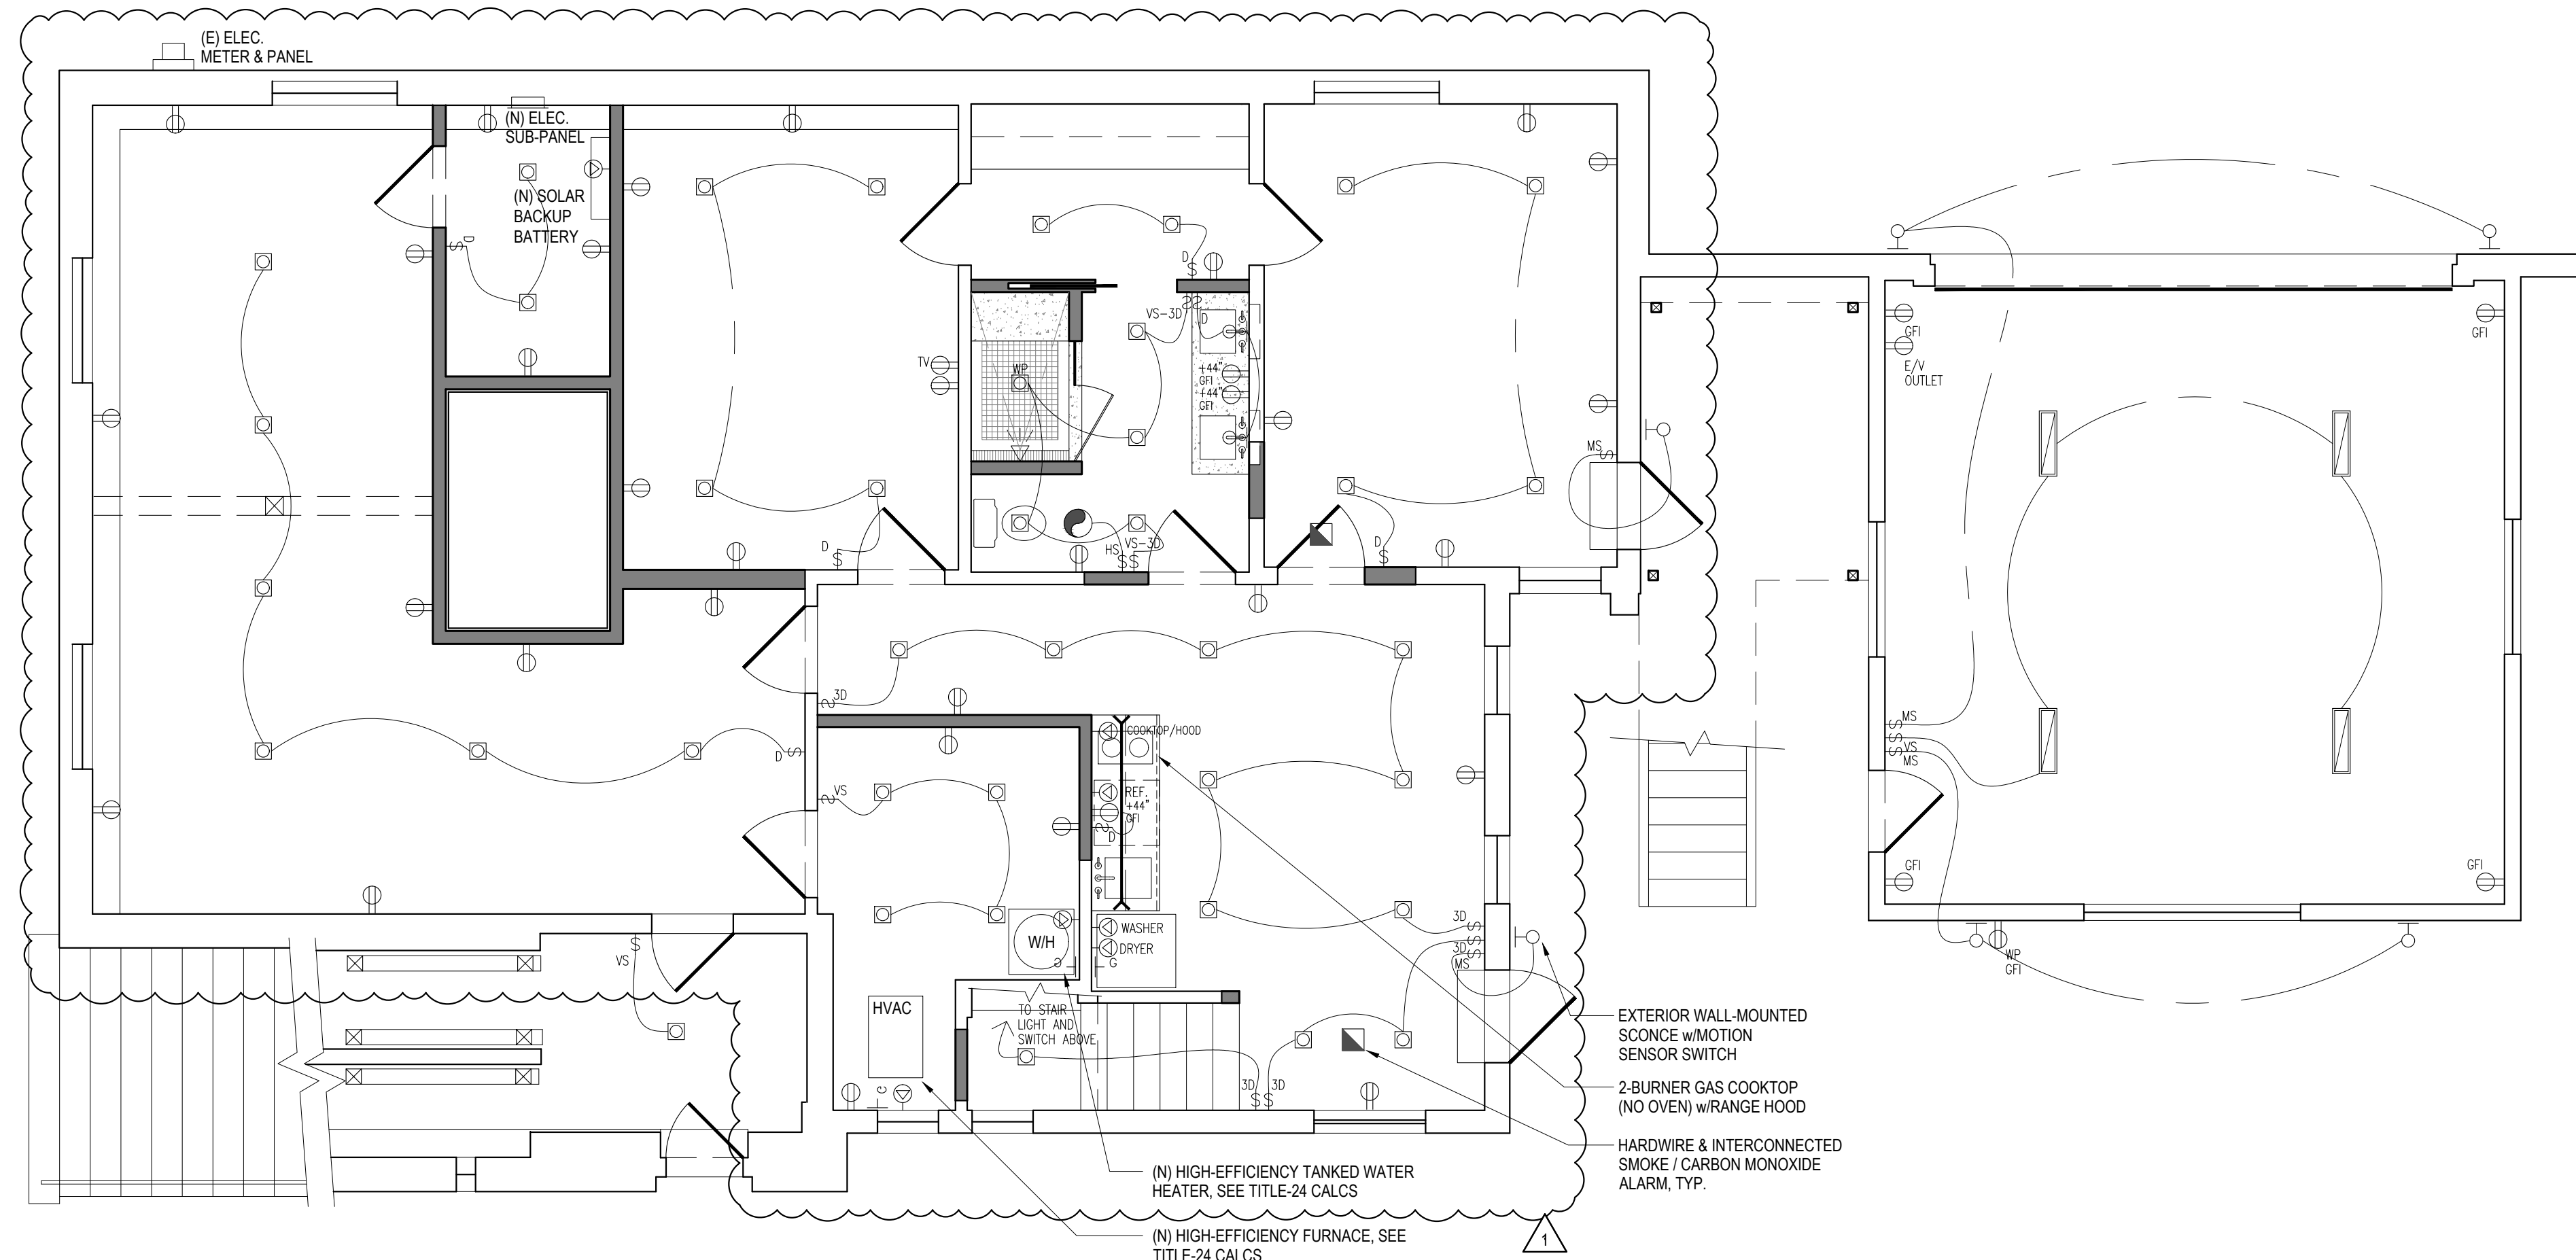 (E) ELEC.
METER & PANEL
(N) ELEC.
SUB-PANEL
(N) SOLAR
BACKUP
BATTERY
D
S
D
S
VS-3D
SS
D
WP
TV
+44"
GFI
+44"
GFI
MS
S
D
S
HS
VS-3D
SS
D
S
GFI
E/V
OUTLET
GFI
3D
S
D
S
VS
S
COOKTOP/HOOD
REF.
+44"
GFI
S
D
WASHER
DRYER
W/H
G
G
HVAC
G
TO STAIR
LIGHT AND
SWITCH ABOVE
3D
3D
SS
3D
S
S
3D
S
MS
MS
S
S
S
VS
MS
GFI
GFI
WP
GFI
S
VS
EXTERIOR WALL-MOUNTED
SCONCE w/MOTION
SENSOR SWITCH
2-BURNER GAS COOKTOP
(NO OVEN) w/RANGE HOOD
HARDWIRE & INTERCONNECTED
SMOKE / CARBON MONOXIDE
ALARM, TYP.
(N) HIGH-EFFICIENCY TANKED WATER
HEATER, SEE TITLE-24 CALCS
(N) HIGH-EFFICIENCY FURNACE, SEE
TITLE-24 CALCS
1